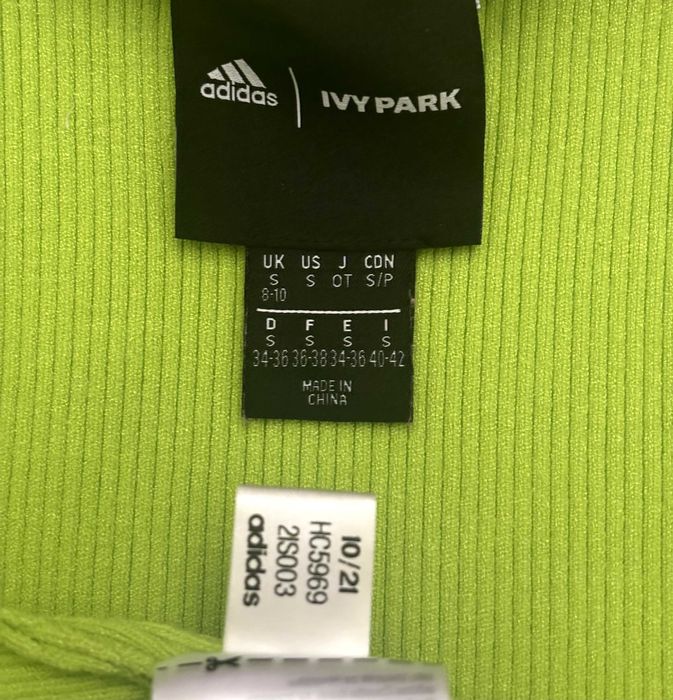 adidas | IVY PARK
UK US J CDN
S S OT S/P
8-10
D F E I
S S S S
34-36 36-38 34-36 40-42
MADE IN
CHINA
10/21
HC5969
2IS003
adidas